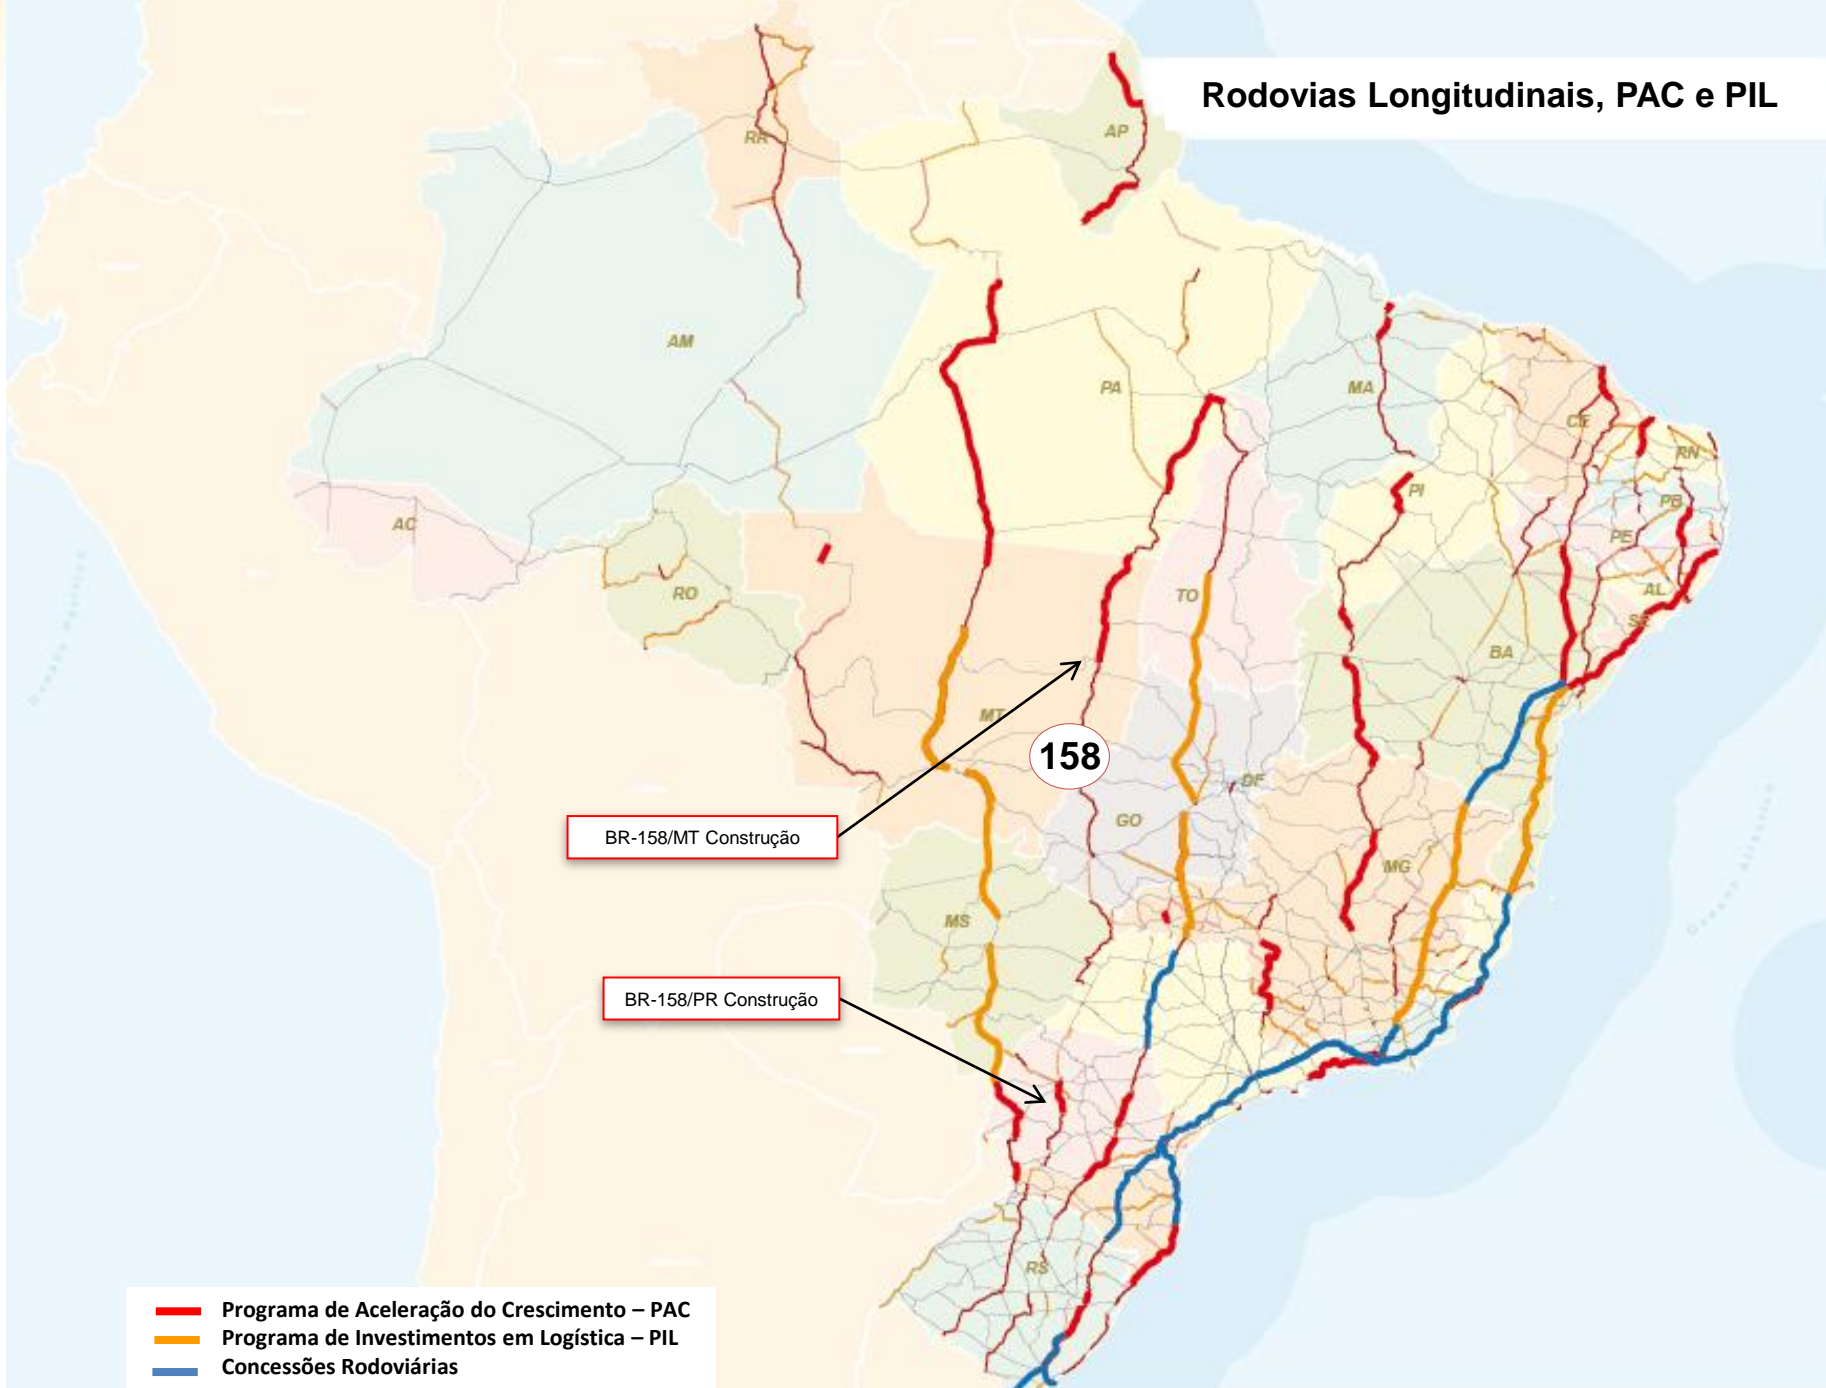 Rodovias Longitudinais, PAC e PIL
RR
AP
AM
PA
MA
CE
RN
PB
PI
PE
AC
RO
TO
AL
SE
BA
MT
158
DF
GO
BR-158/MT Construção
MG
MS
BR-158/PR Construção
RS
Programa de Aceleração do Crescimento – PAC
Programa de Investimentos em Logística – PIL
Concessões Rodoviárias